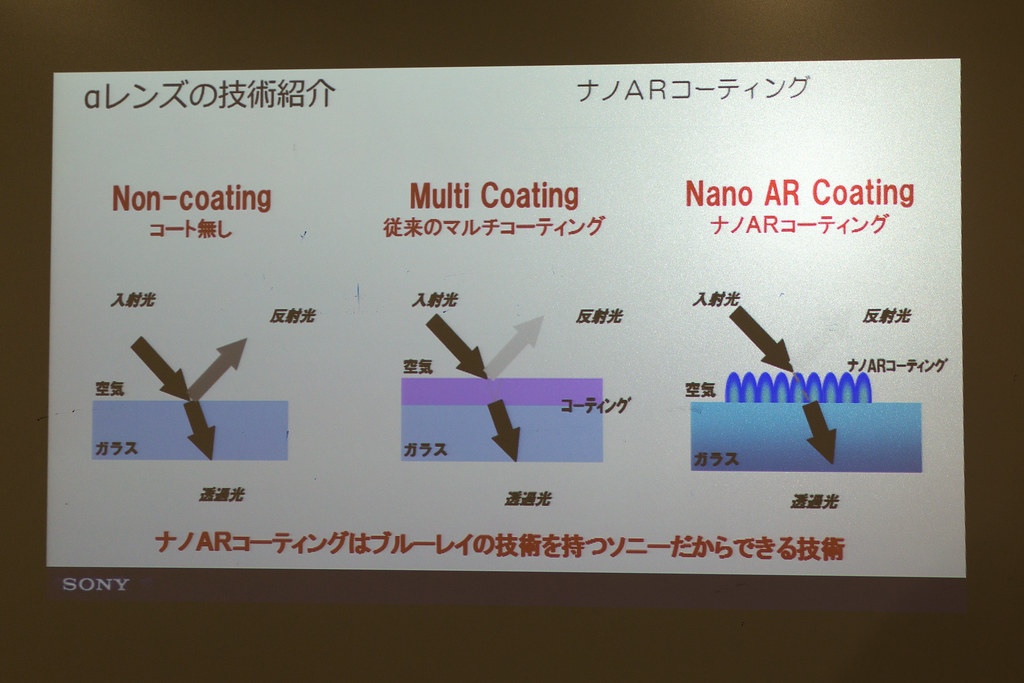 αレンズの技術紹介
ナノARコーティング
Non-coating
コート無し
入射光
反射光
空気
ガラス
透過光
Multi Coating
従来のマルチコーティング
入射光
反射光
空気
コーティング
ガラス
透過光
Nano AR Coating
ナノARコーティング
入射光
反射光
ナノARコーティング
空気
ガラス
透過光
ナノARコーティングはブルーレイの技術を持つソニーだからできる技術
SONY